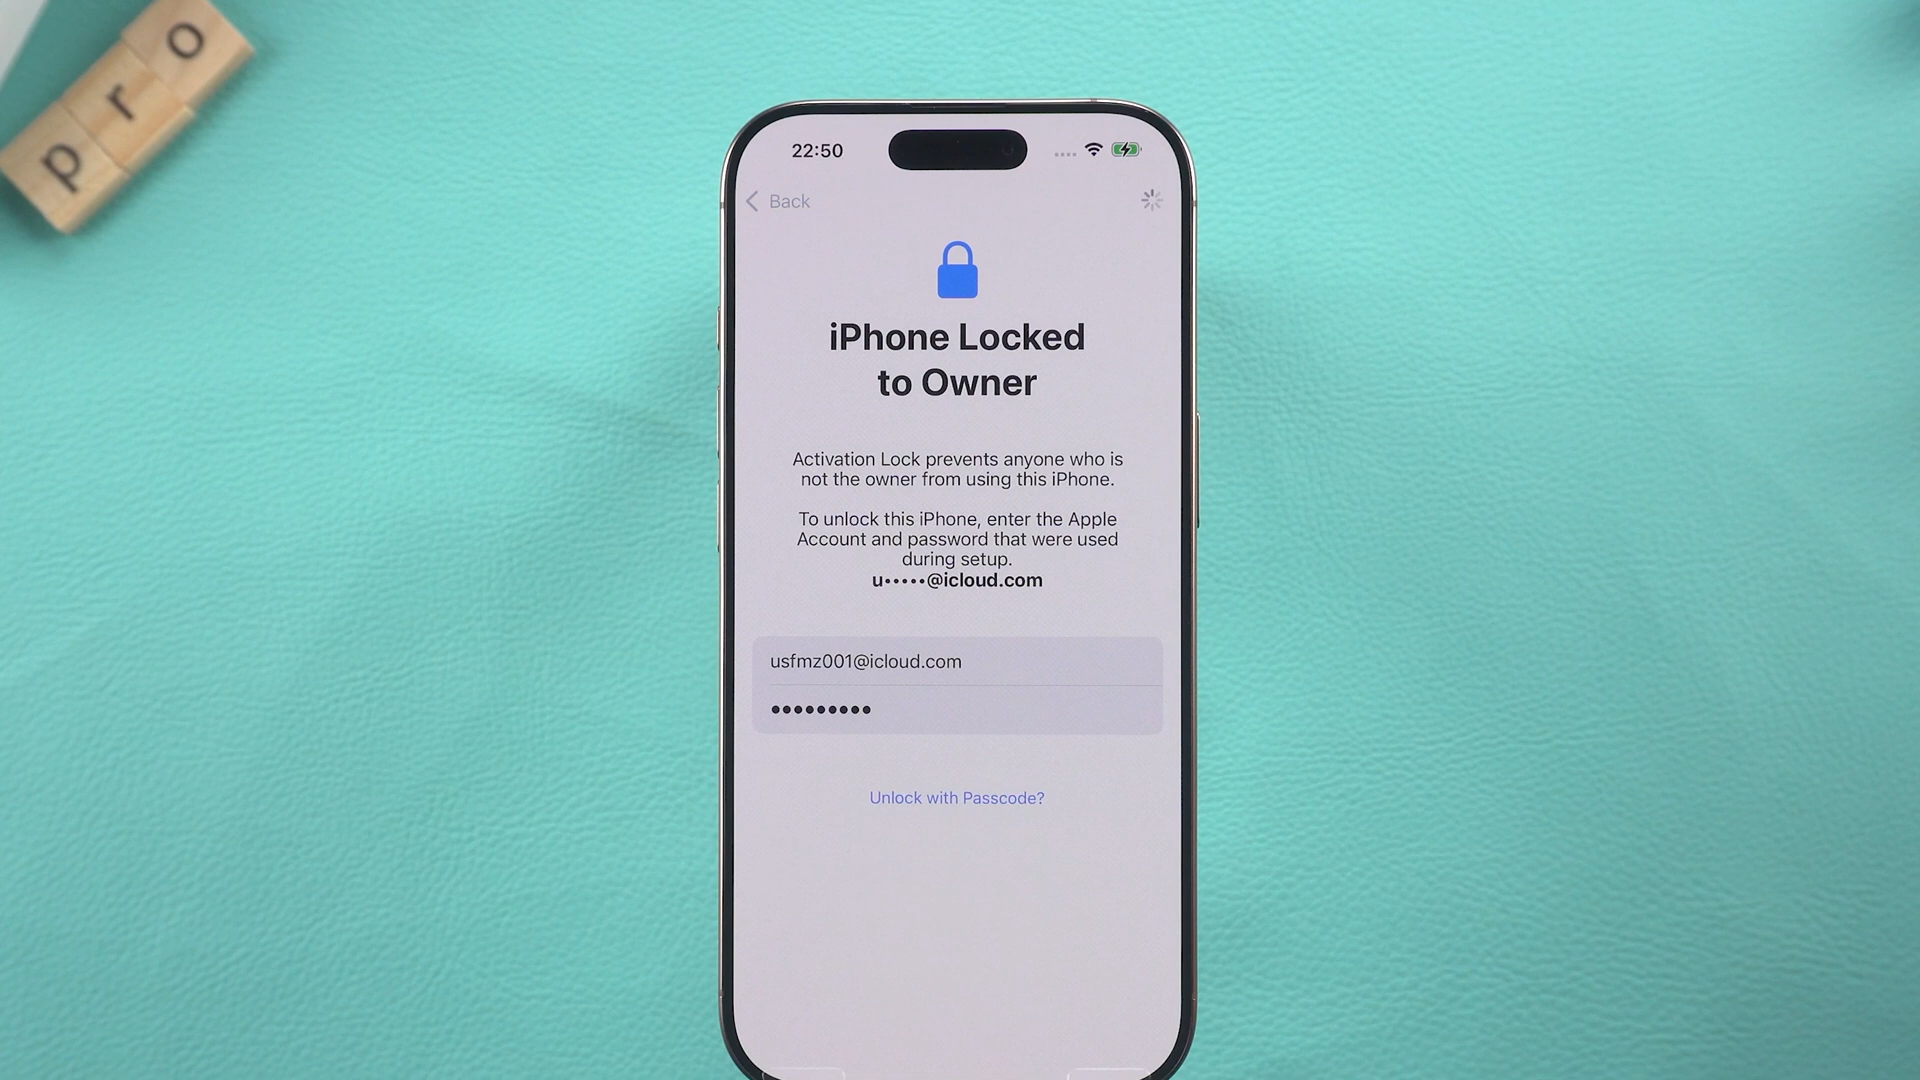 pro
22:50
Back
iPhone Locked
to Owner
Activation Lock prevents anyone who is
not the owner from using this iPhone.
To unlock this iPhone, enter the Apple
Account and password that were used
during setup.
u•••••@icloud.com
usfmz001@icloud.com
•••••••••
Unlock with Passcode?